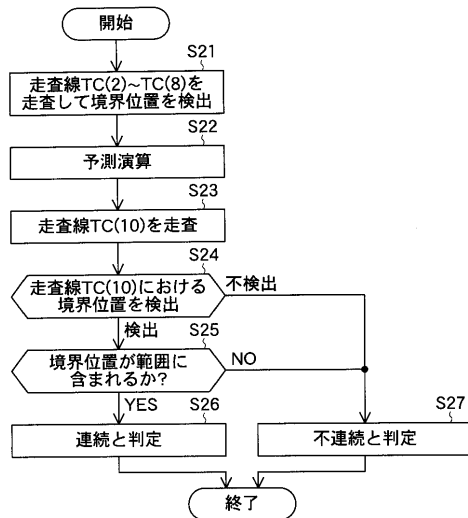 開始
S21
走査線TC(2)~TC(8)を
走査して境界位置を検出
S22
予測演算
S23
走査線TC(10)を走査
S24
走査線TC(10)における
境界位置を検出
不検出
検出
S25
境界位置が範囲に
含まれるか?
NO
YES
S26
連続と判定
S27
不連続と判定
終了